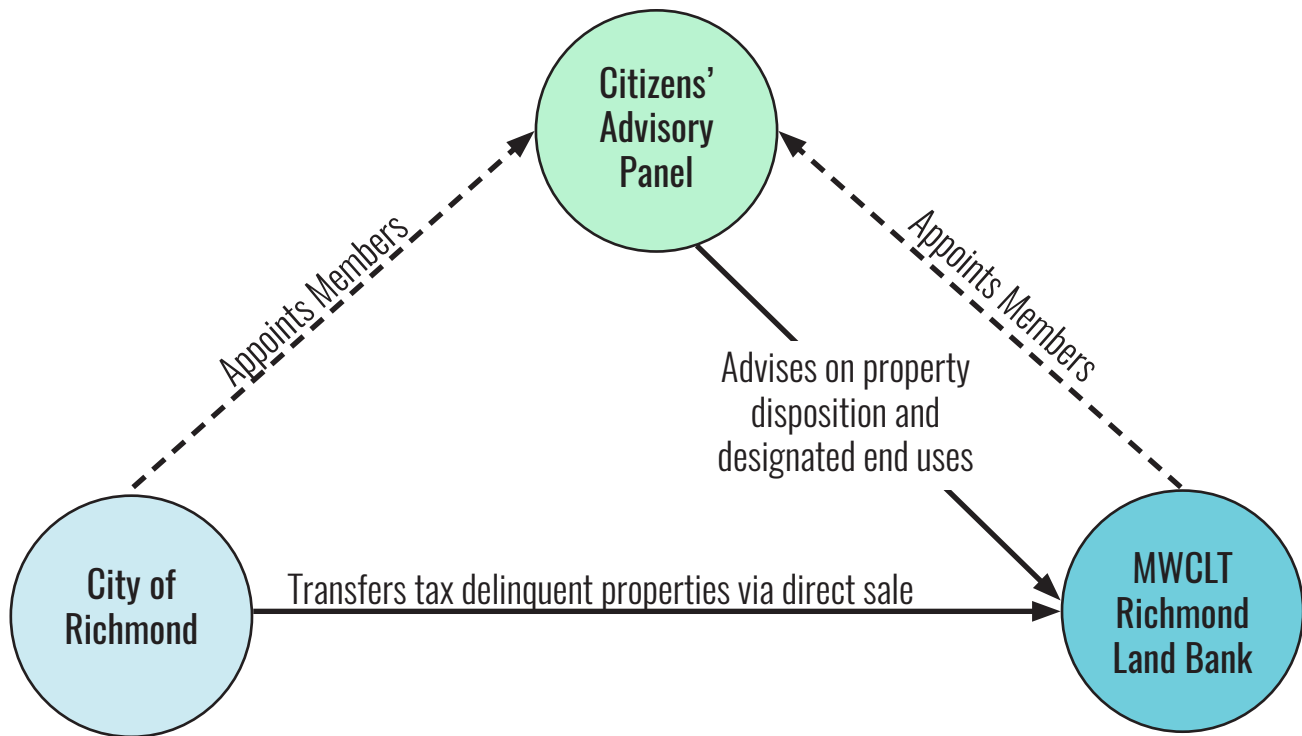 Citizens’
Advisory
Panel
Appoints Members
Appoints Members
Advises on property
disposition and
designated end uses
City of
Richmond
Transfers tax delinquent properties via direct sale
MWCLT
Richmond
Land Bank